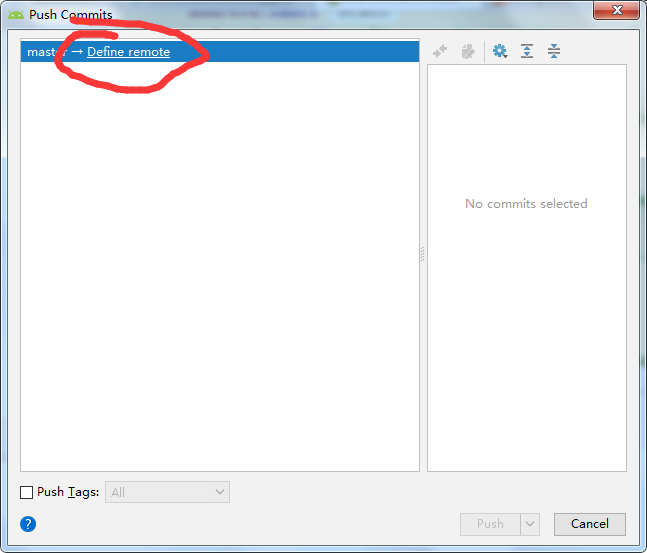 Push Commits
master → Define remote
No commits selected
Push Tags:
All
?
Push
Cancel